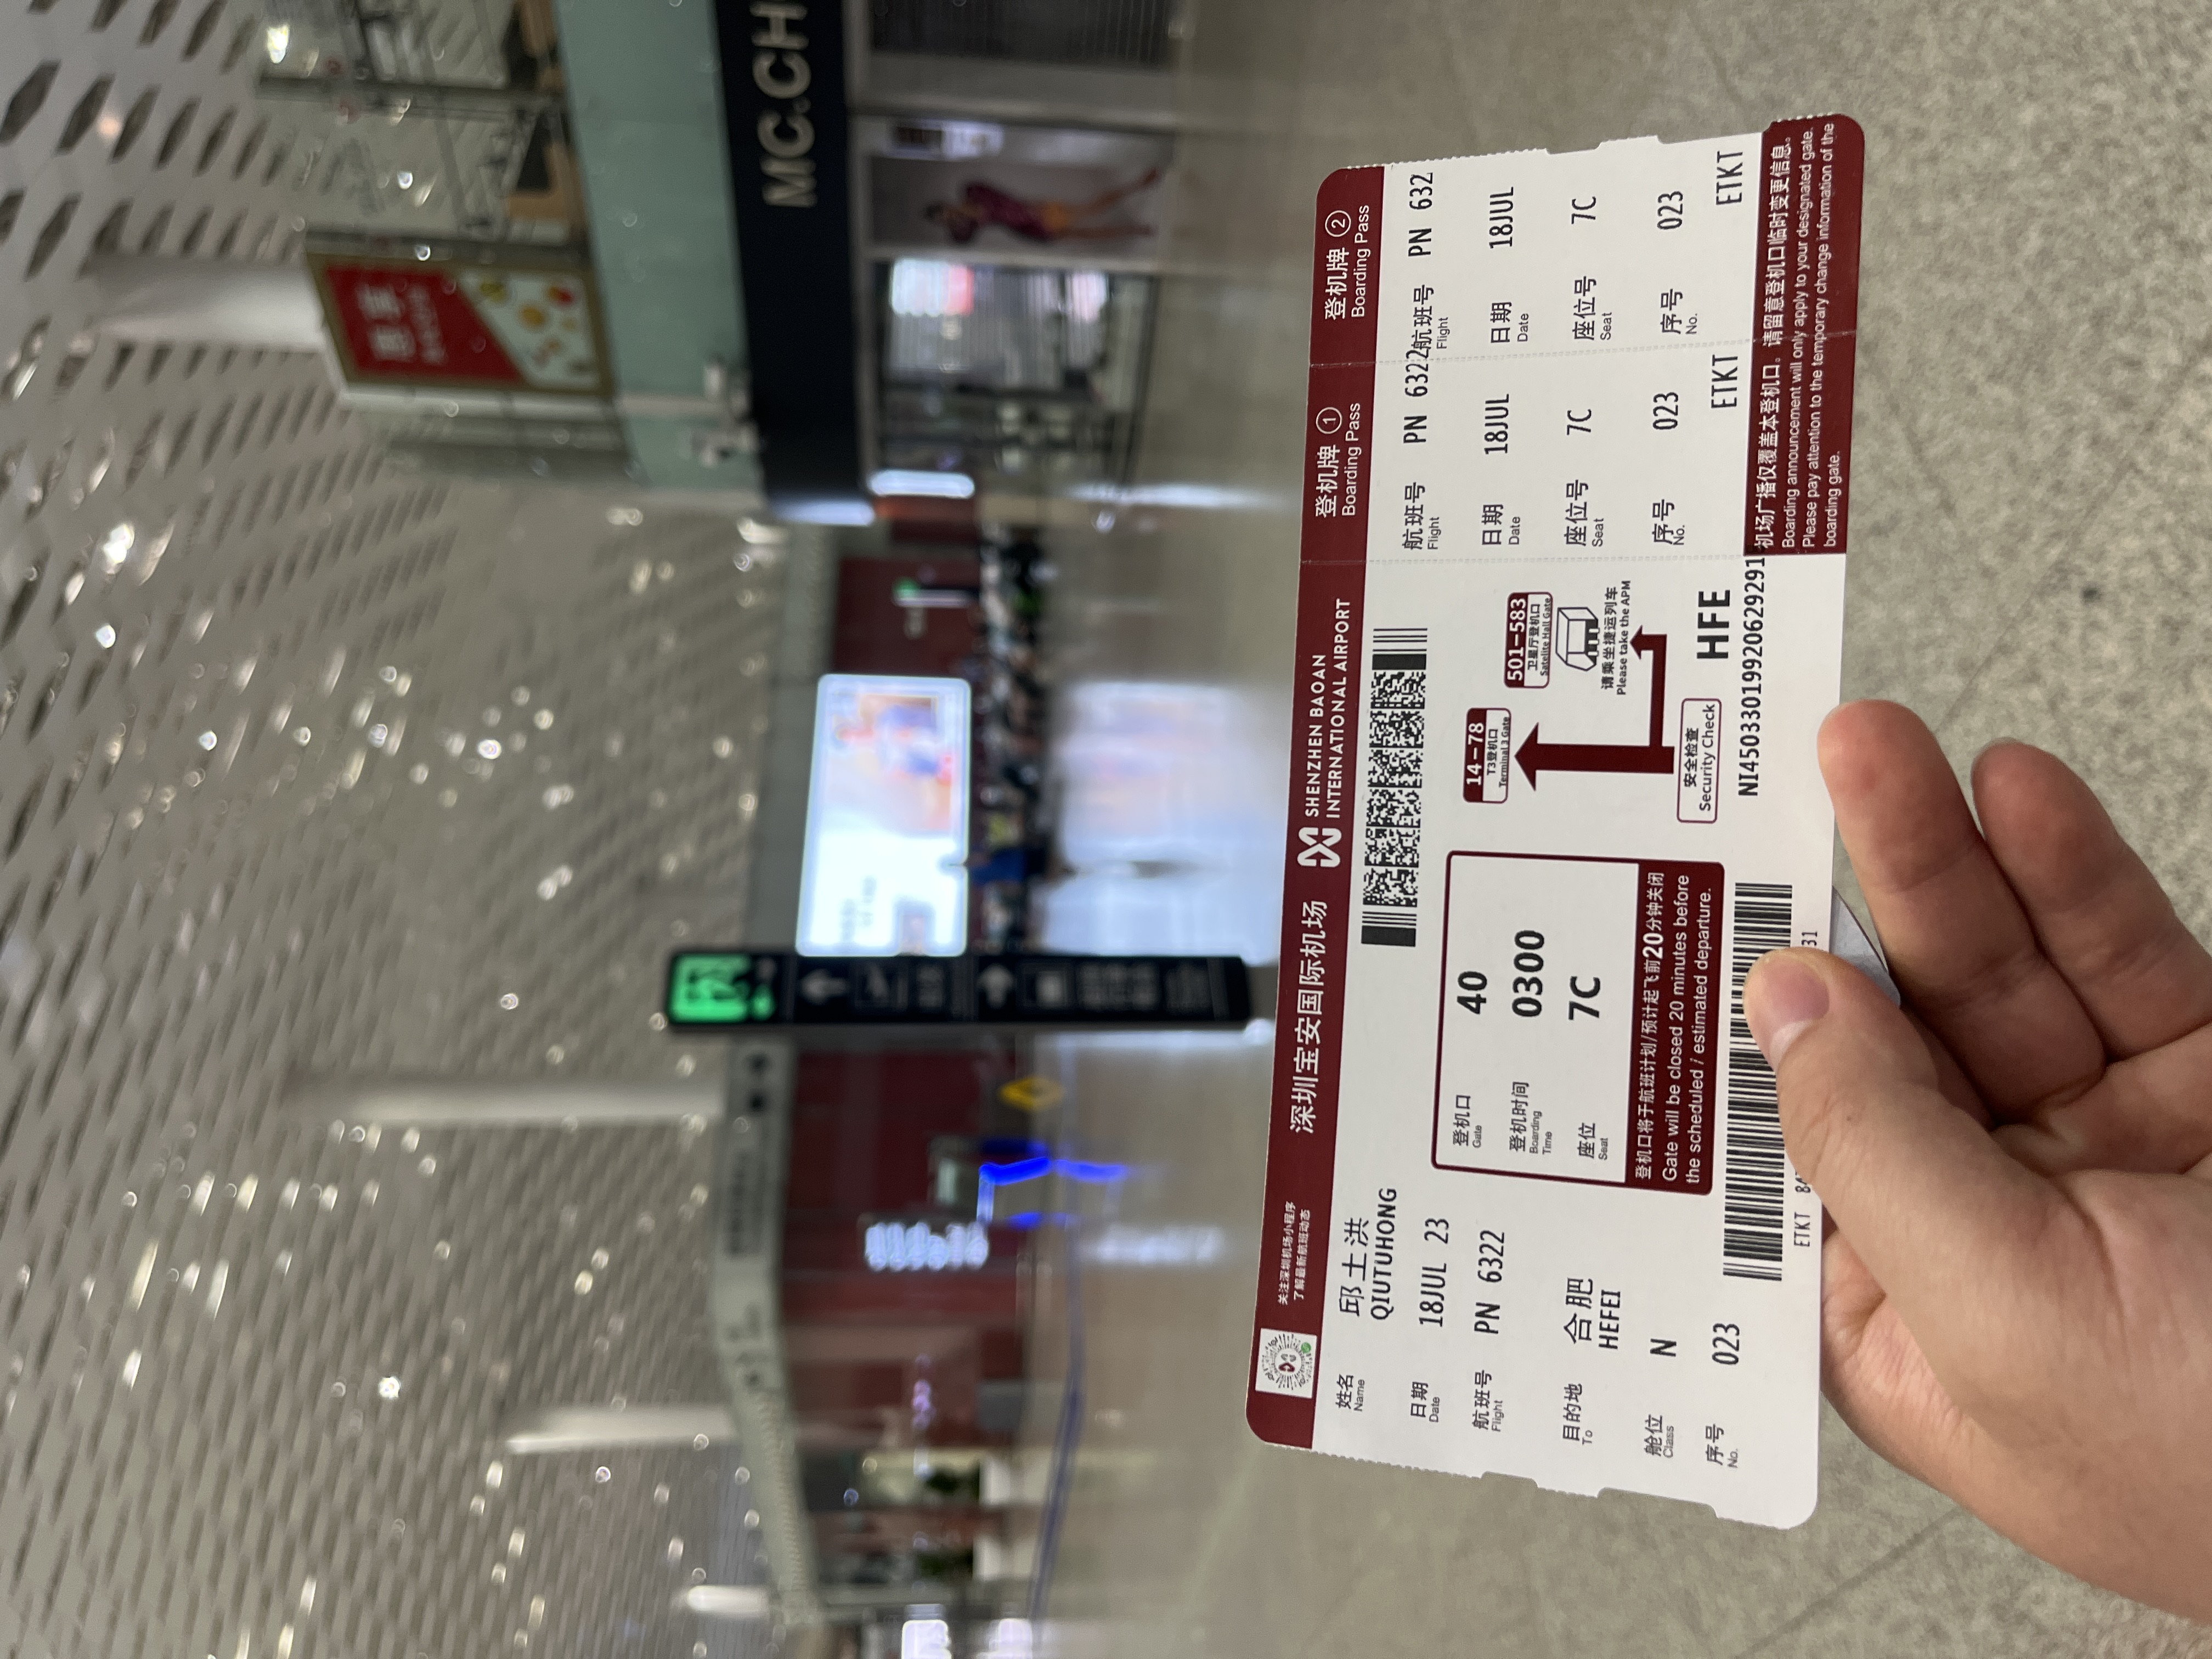 MC.CH
关注深圳机场小程序
了解最新航班动态
深圳宝安国际机场
SHENZHEN BAOAN
INTERNATIONAL AIRPORT
登机牌 ①
Boarding Pass
登机牌 ②
Boarding Pass
姓名
Name
邱土洪
QIUTUHONG
日期
Date
18JUL 23
航班号
Flight
PN 6322
目的地
To
合肥
HEFEI
舱位
Class
N
序号
No.
023
登机口
Gate
40
登机时间
Boarding
Time
0300
座位
Seat
7C
登机口将于航班计划/预计起飞前20分钟关闭
Gate will be closed 20 minutes before
the scheduled / estimated departure.
ETKT 84
31
14-78
T3登机口
Terminal 3 Gate
501-583
卫星厅登机口
Satelite Hall Gate
请乘坐捷运列车
Please take the APM
安全检查
Security Check
HFE
NI45033019920629291
航班号
Flight
PN 6322
日期
Date
18JUL
座位号
Seat
7C
序号
No.
023
ETKT
航班号
Flight
PN 632
日期
Date
18JUL
座位号
Seat
7C
序号
No.
023
ETKT
机场广播仅覆盖本登机口。请留意登机口临时变更信息。
Boarding announcement will only apply to your designated gate.
Please pay attention to the temporary change information of the
boarding gate.